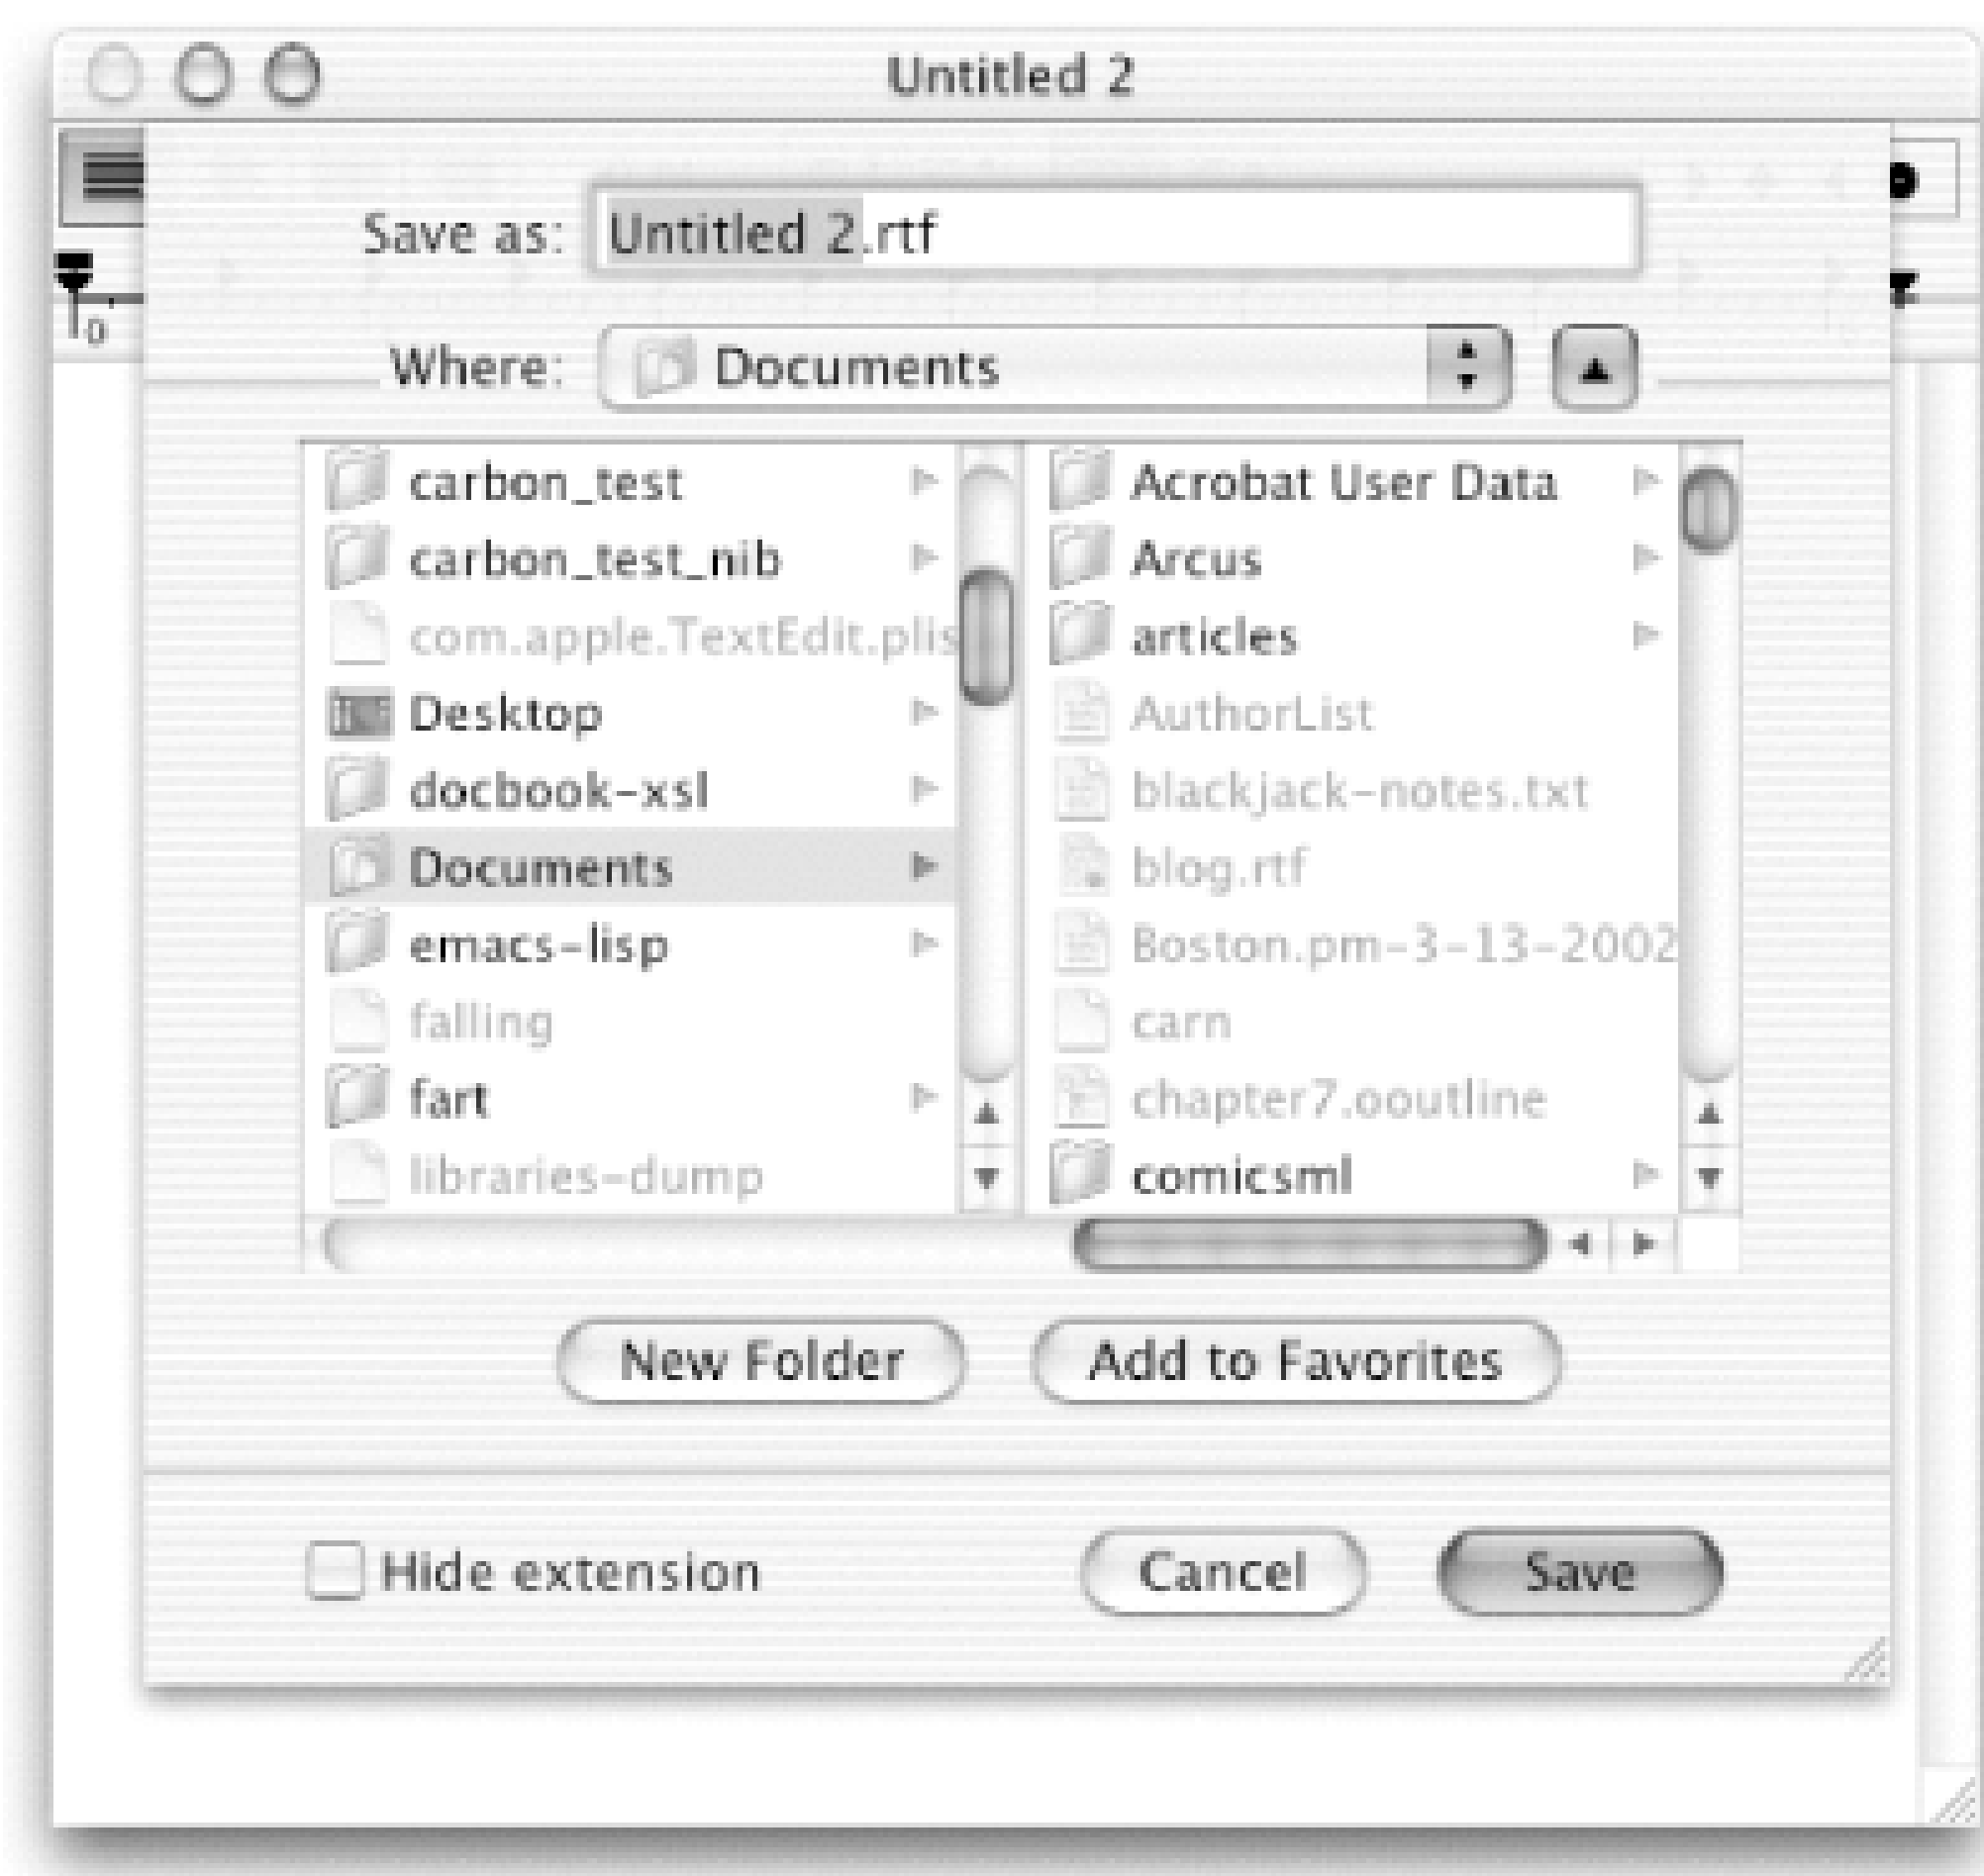 Untitled 2
Save as: Untitled 2.rtf
0
Where: Documents
carbon_test
carbon_test_nib
com.apple.TextEdit.plis
Desktop
docbook-xsl
Documents
emacs-lisp
falling
fart
libraries-dump
Acrobat User Data
Arcus
articles
AuthorList
blackjack-notes.txt
blog.rtf
Boston.pm-3-13-2002
carn
chapter7.ooutline
comicsml
New Folder Add to Favorites
Hide extension Cancel Save